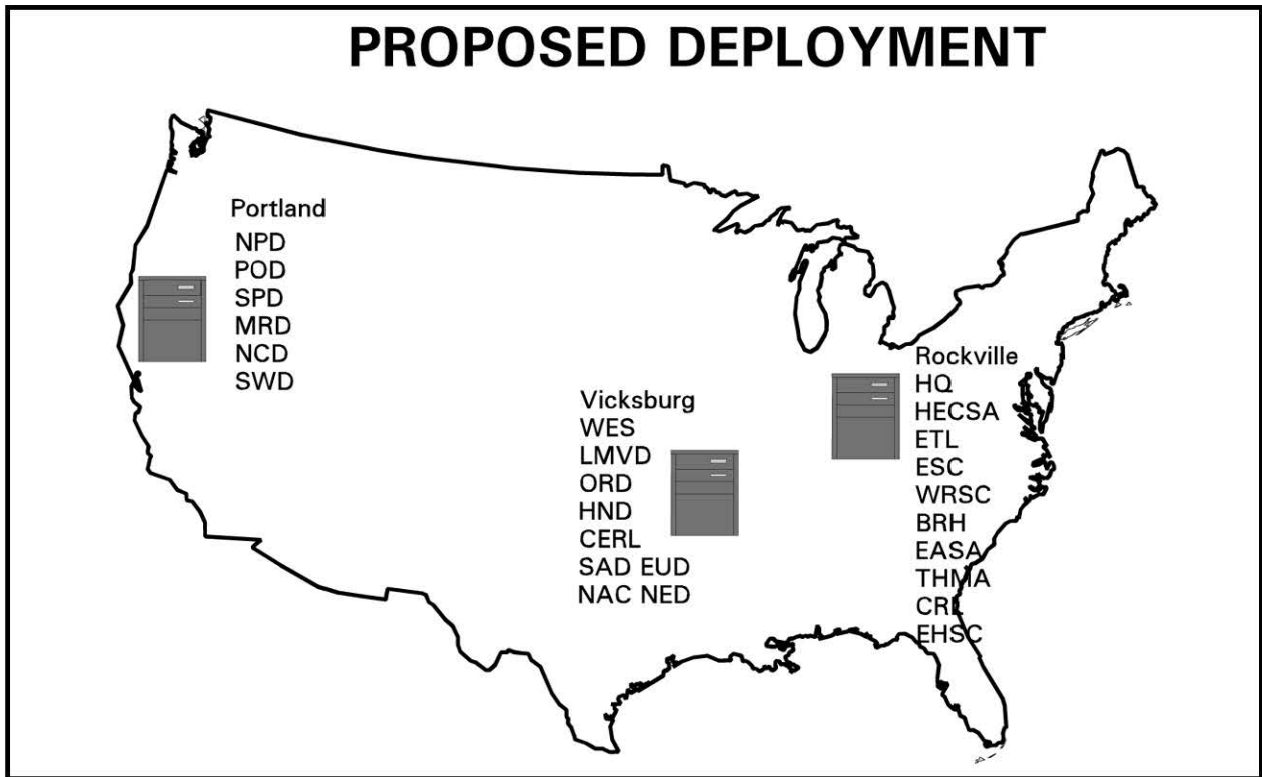 PROPOSED DEPLOYMENT
Portland
NPD
POD
SPD
MRD
NCD
SWD
Vicksburg
WES
LMVD
ORD
HND
CERL
SAD EUD
NAC NED
Rockville
HQ
HECSA
ETL
ESC
WRSC
BRH
EASA
THMA
CRL
EHSC